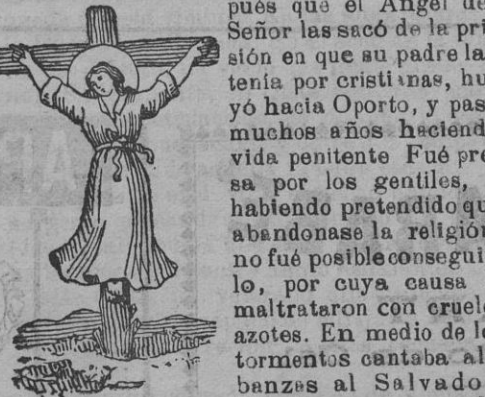 pués que el Angel de
Señor las sacó de la pri
sión en que su padre la
tenía por cristianas, hu
yó hacia Oporto, y pas
muchos años haciend
vida penitente Fué pre
sa por los gentiles,
habiendo pretendido qu
abandonase la religión
no fué posible consegui
lo, por cuya causa
maltrataron con cruele
azotes. En medio de lo
tormentos cantaba al
banzas al Salvado